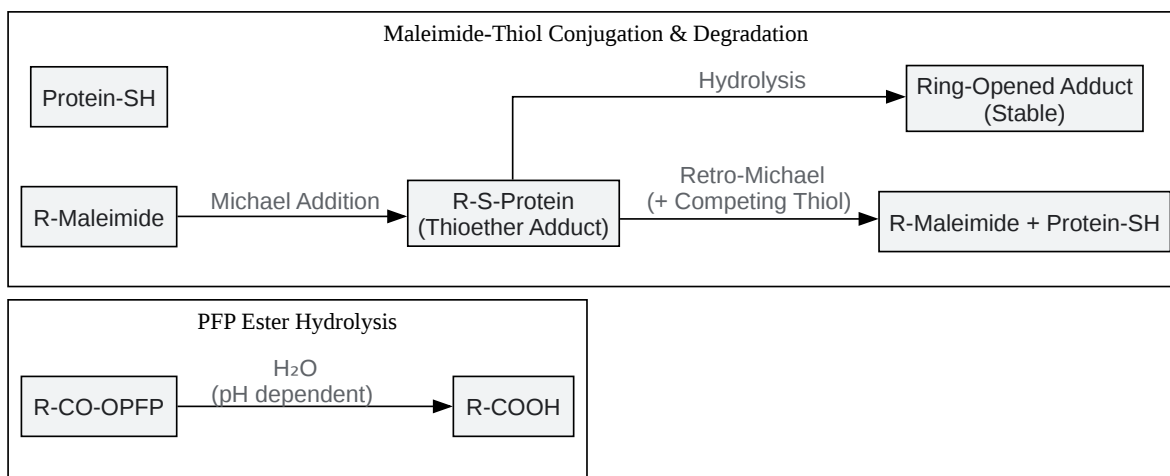 Maleimide-Thiol Conjugation & Degradation
Protein-SH
Hydrolysis
Ring-Opened Adduct
(Stable)
R-Maleimide
Michael Addition
R-S-Protein
(Thioether Adduct)
Retro-Michael
(+ Competing Thiol)
R-Maleimide + Protein-SH
PFP Ester Hydrolysis
R-CO-OPFP
H₂O
(pH dependent)
R-COOH